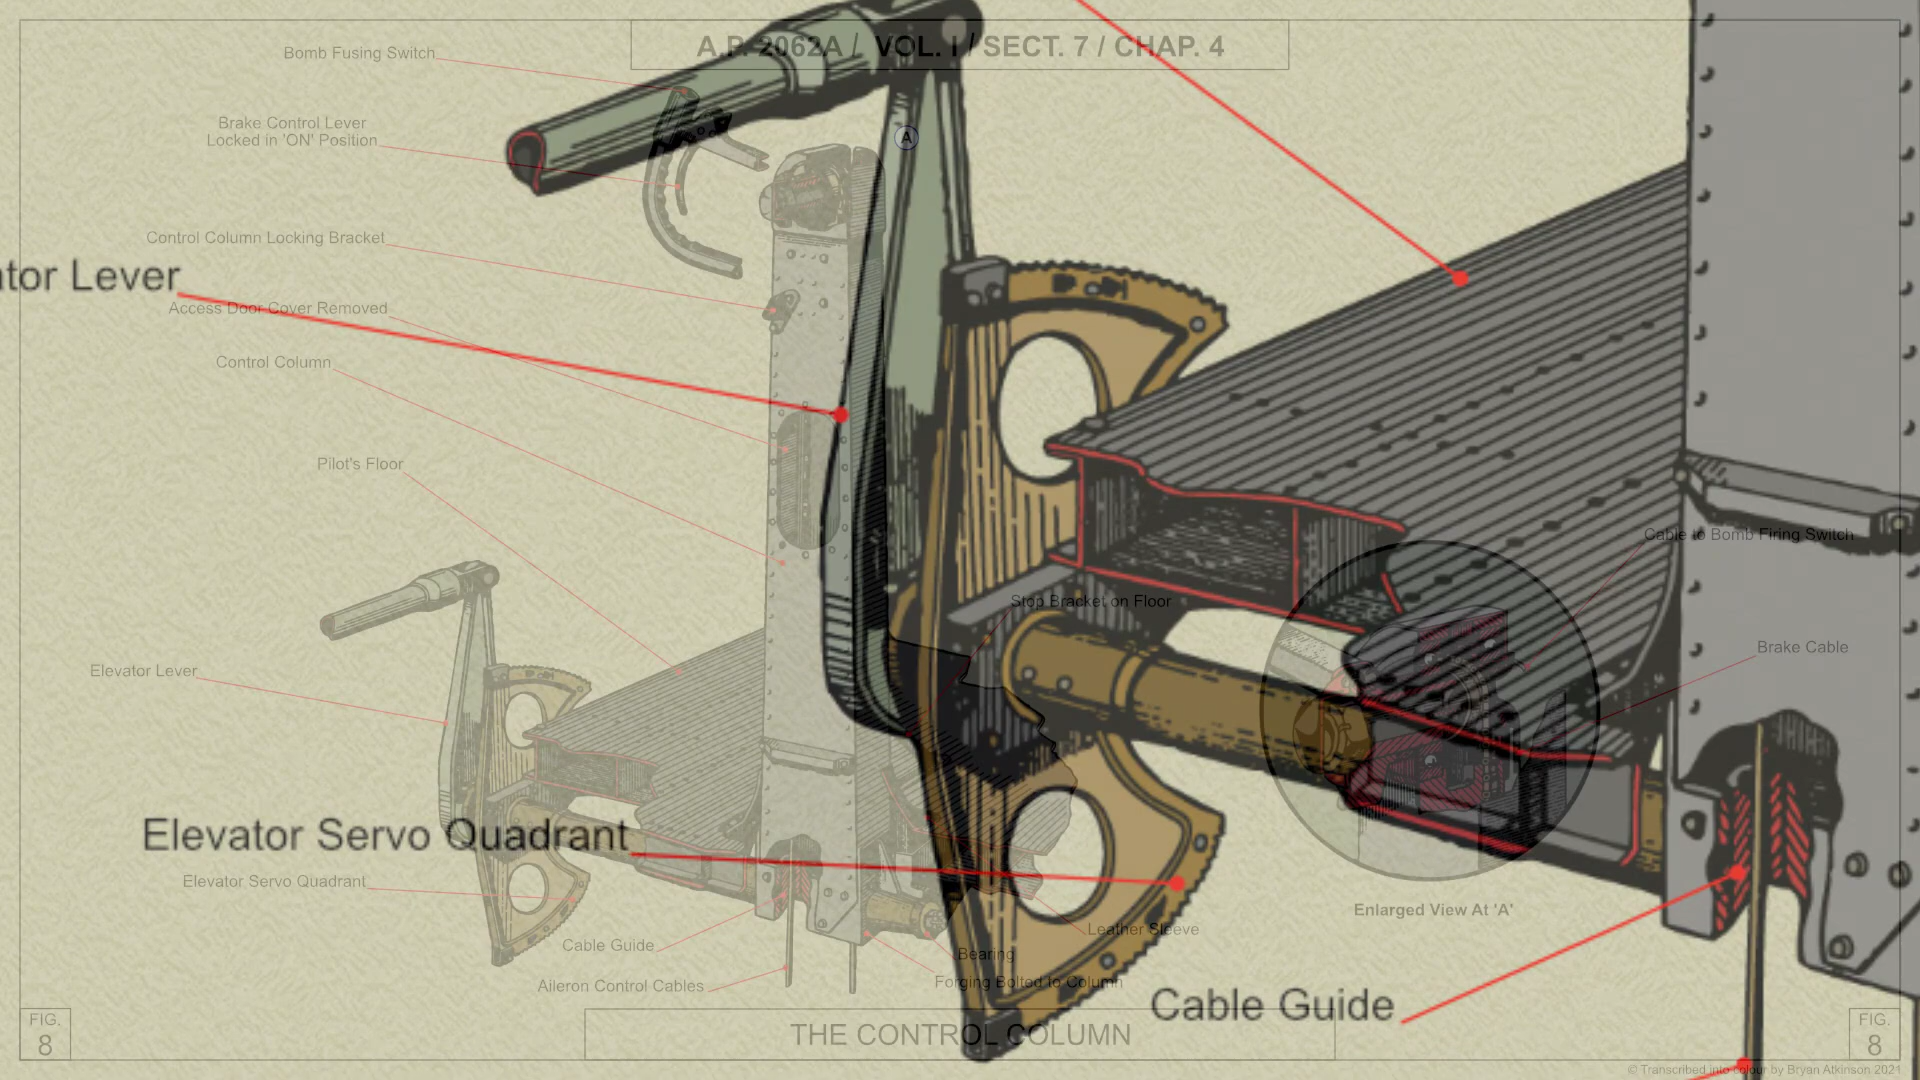 A.P. 2062A / VOL. I / SECT. 7 / CHAP. 4
Bomb Fusing Switch
Brake Control Lever
Locked in 'ON' Position
A
Control Column Locking Bracket
tor Lever
Access Door Cover Removed
Control Column
Pilot's Floor
Cable to Bomb Firing Switch
Stop Bracket on Floor
Brake Cable
Elevator Lever
Elevator Servo Quadrant
Elevator Servo Quadrant
Enlarged View At 'A'
Leather Sleeve
Cable Guide
Bearing
Forging Bolted to Column
Aileron Control Cables
Cable Guide
FIG.
8
THE CONTROL COLUMN
FIG.
8
© Transcribed into colour by Bryan Atkinson 2021